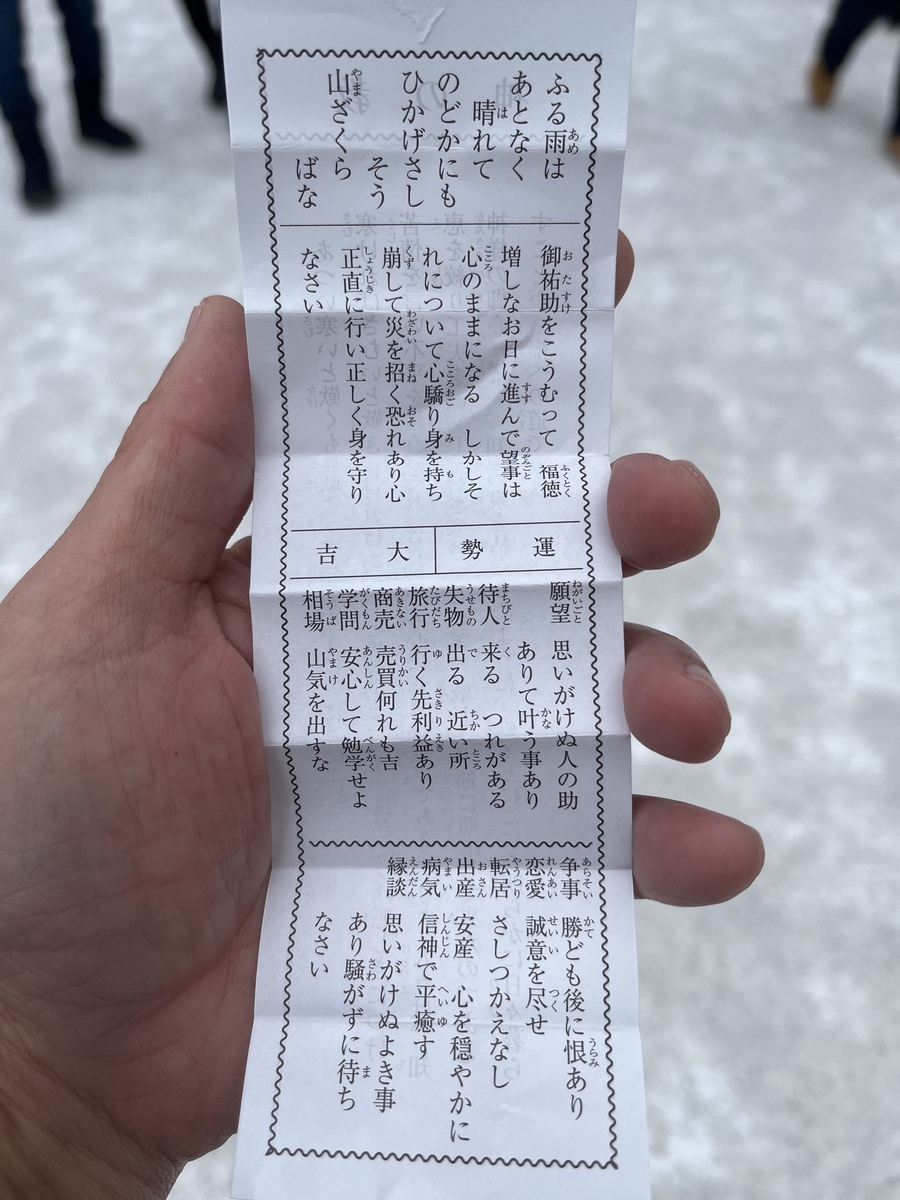 ふる雨は
あとなく
晴れて
のどかにも
ひかげさし
そう
山ざくら
ばな
御祐助をこうむって 福徳
増しなお日に進んで望事は
心のままになる しかしそ
れについて心驕り身を持ち
崩して災を招く恐れあり心
正直に行い正しく身を守り
なさい
運勢 大吉
願望 思いがけぬ人の助
ありて叶う事あり
待人 来る つれがある
失物 出る 近い所
旅行 行く先利益あり
商売 売買何れも吉
学問 安心して勉学せよ
相場 山気を出すな
争事 勝ども後に恨あり
恋愛 誠意を尽せ
転居 さしつかえなし
出産 安産 心を穏やかに
病気 信神で平癒す
縁談 思いがけぬよき事
あり騒がずに待ち
なさい